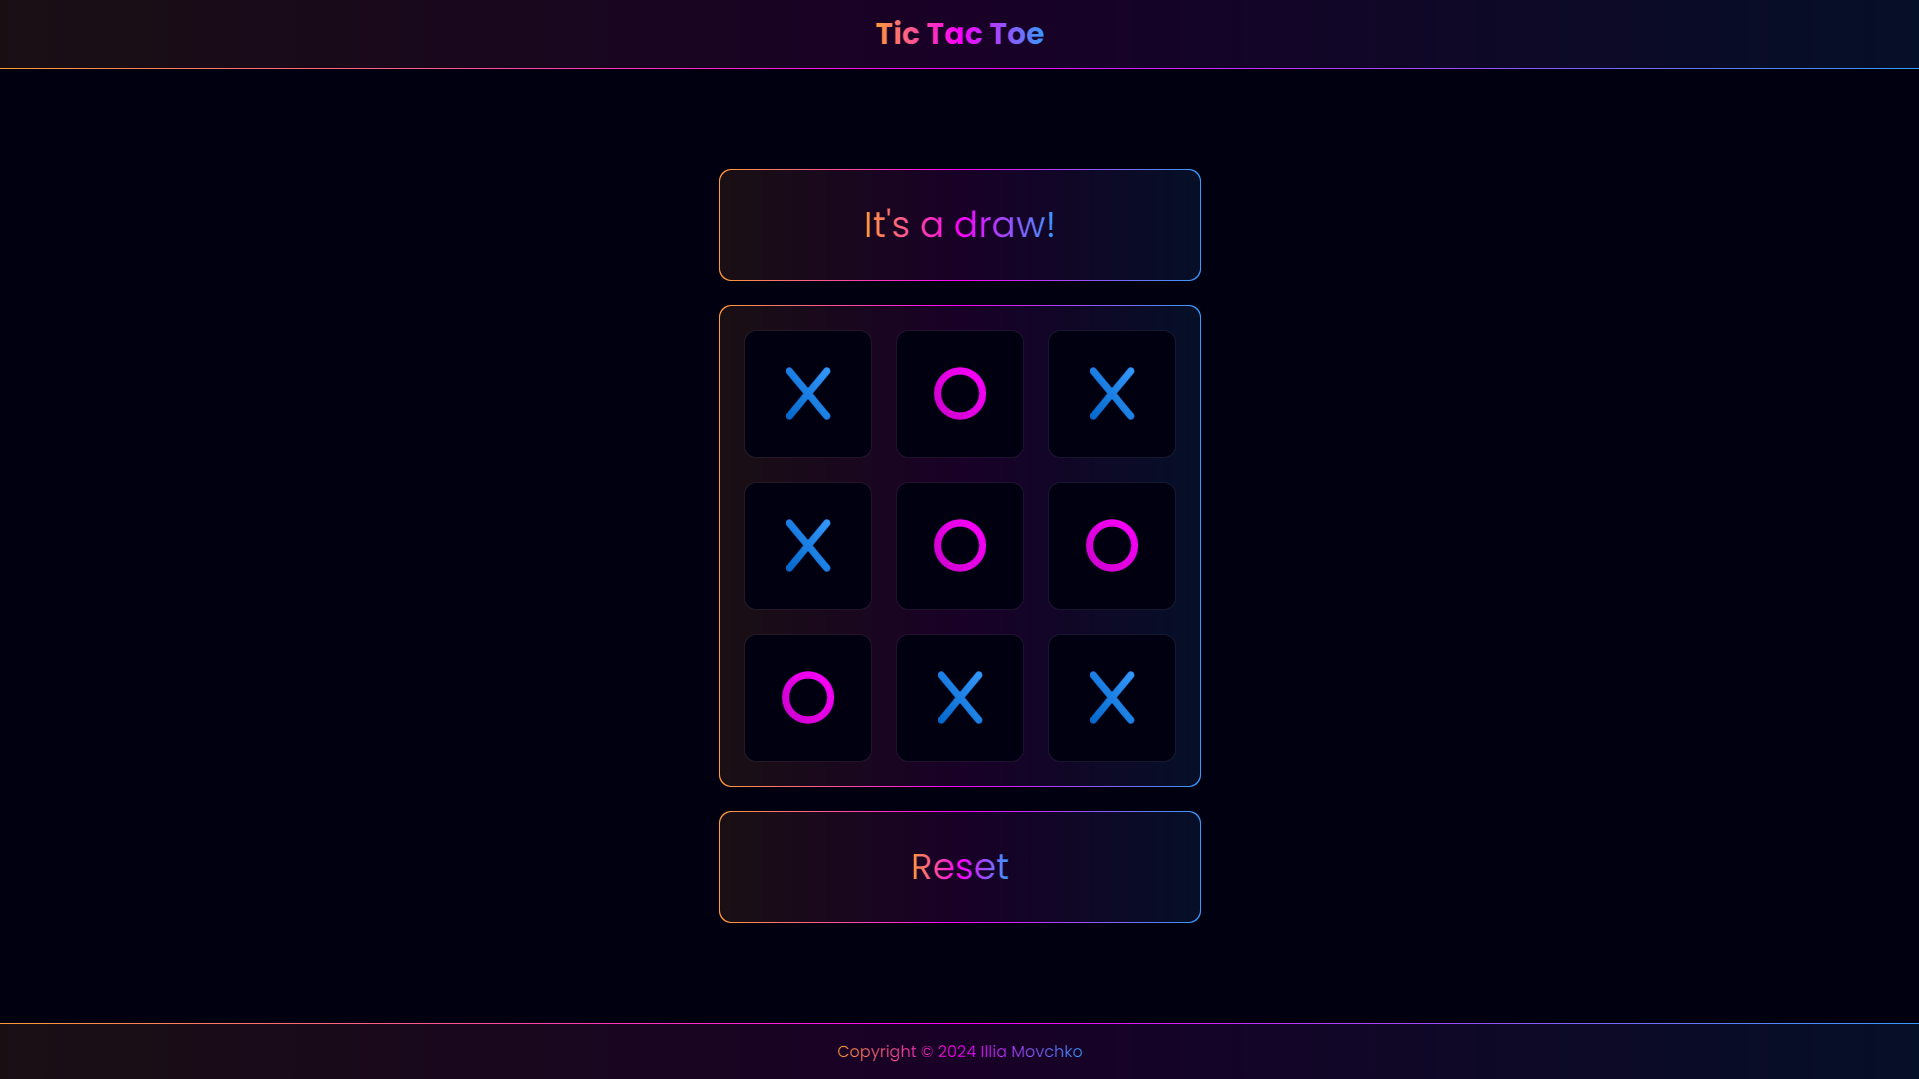 Tic Tac Toe
It's a draw!
X O X
X O O
O X X
Reset
Copyright © 2024 Illia Movchko